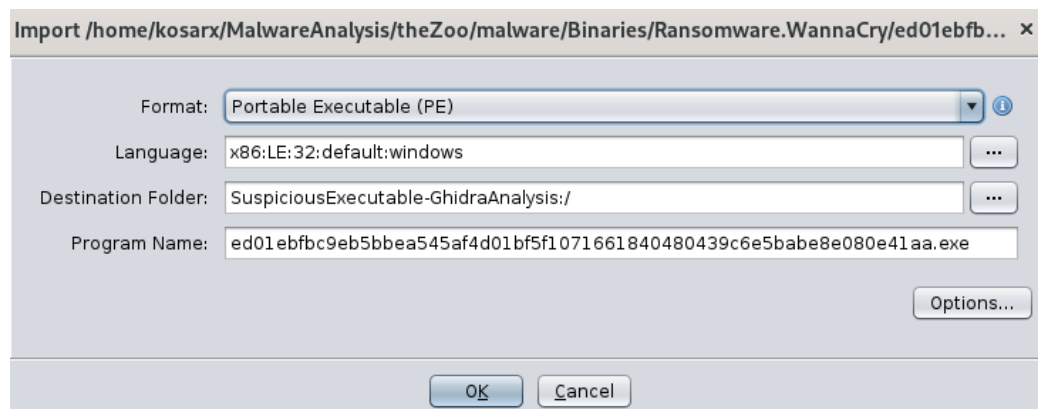 Import /home/kosarx/MalwareAnalysis/theZoo/malware/Binaries/Ransomware.WannaCry/ed01ebfb... ×
Format: Portable Executable (PE)
Language: x86:LE:32:default:windows ...
Destination Folder: SuspiciousExecutable-GhidraAnalysis:/ ...
Program Name: ed01ebfbc9eb5bbea545af4d01bf5f1071661840480439c6e5babe8e080e41aa.exe
Options...
OK Cancel